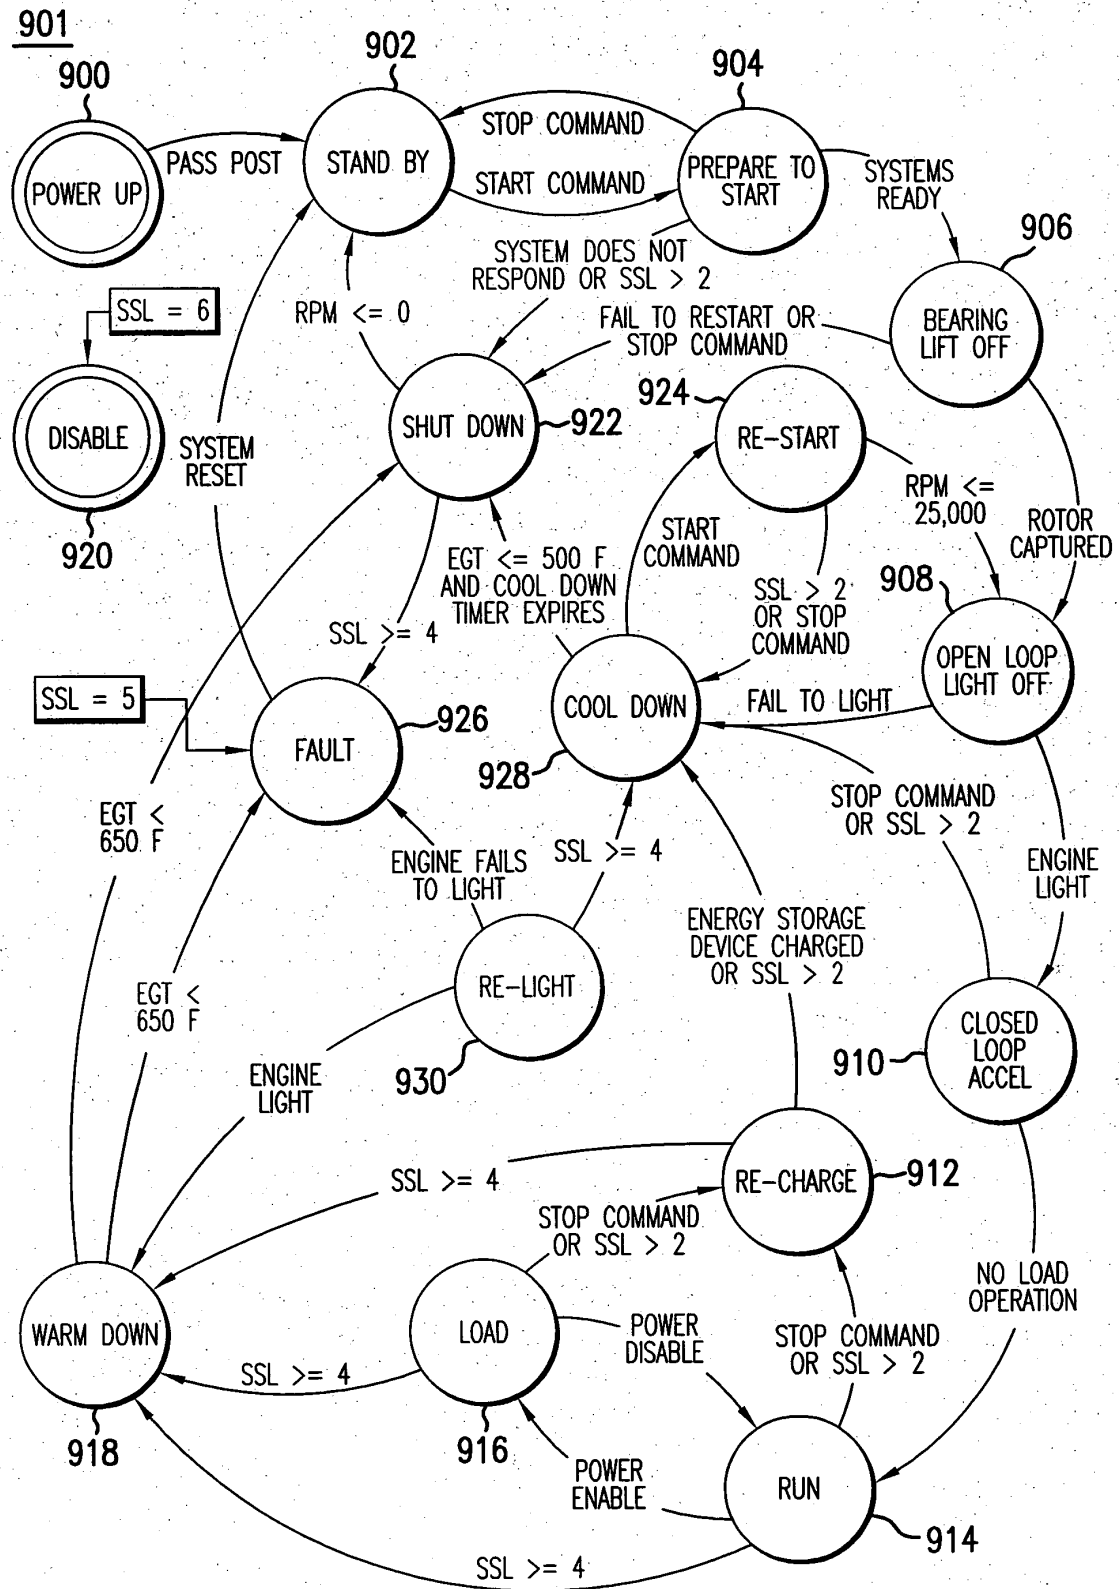 901
900
902
904
POWER UP
PASS POST
STAND BY
STOP COMMAND
START COMMAND
PREPARE TO
START
SYSTEMS
READY
906
SYSTEM DOES NOT
RESPOND OR SSL > 2
SSL = 6
RPM <= 0
FAIL TO RESTART OR
STOP COMMAND
BEARING
LIFT OFF
DISABLE
920
SYSTEM
RESET
SHUT DOWN
922
924
RE-START
RPM <=
25,000
ROTOR
CAPTURED
START
COMMAND
EGT <= 500 F
AND COOL DOWN
TIMER EXPIRES
SSL > 2
OR STOP
COMMAND
908
SSL >= 4
OPEN LOOP
LIGHT OFF
SSL = 5
COOL DOWN
FAIL TO LIGHT
926
FAULT
928
EGT <
650 F
STOP COMMAND
OR SSL > 2
ENGINE FAILS
TO LIGHT
SSL >= 4
ENGINE
LIGHT
ENERGY STORAGE
DEVICE CHARGED
OR SSL > 2
RE-LIGHT
EGT <
650 F
930
CLOSED
LOOP
ACCEL
910
ENGINE
LIGHT
SSL >= 4
RE-CHARGE
912
STOP COMMAND
OR SSL > 2
NO LOAD
OPERATION
WARM DOWN
LOAD
POWER
DISABLE
STOP COMMAND
OR SSL > 2
SSL >= 4
918
916
POWER
ENABLE
RUN
914
SSL >= 4